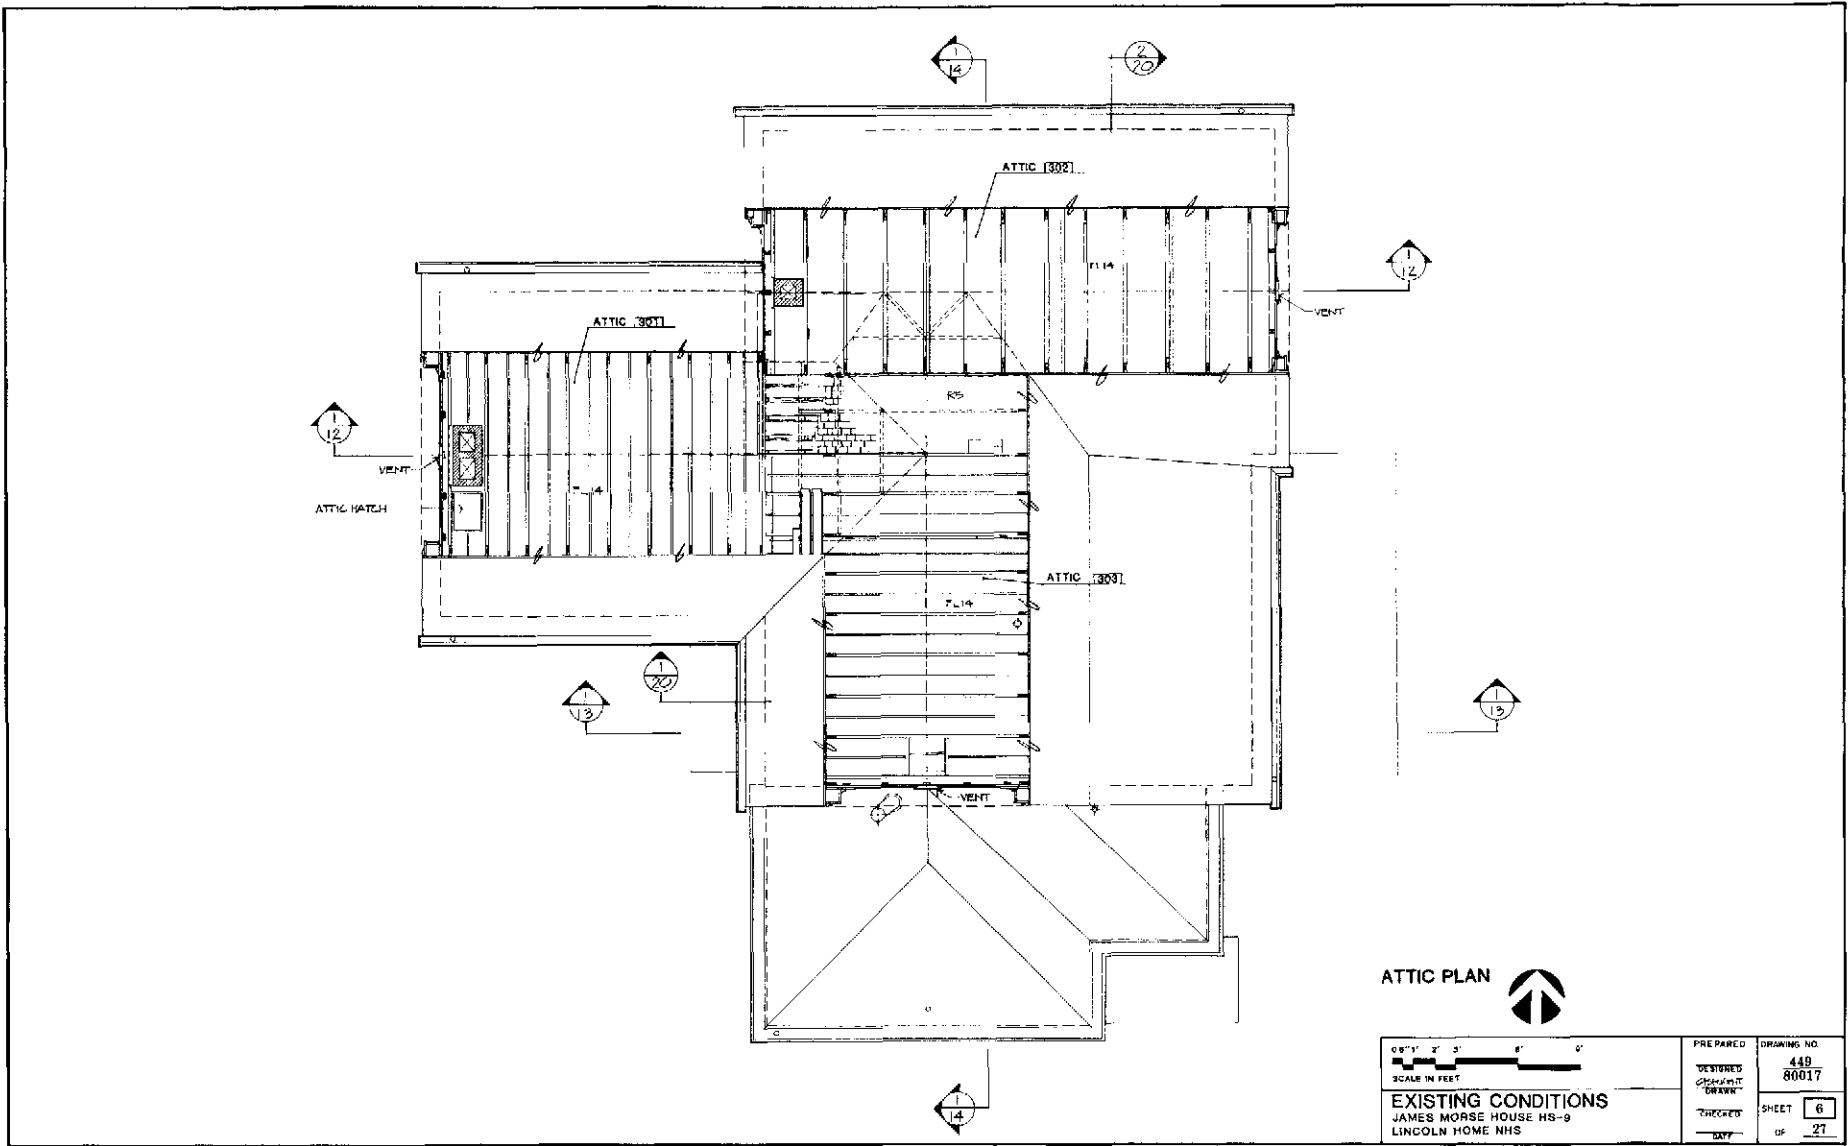 1
14
2
20
ATTIC 302
1
12
FL14
VENT
ATTIC 301
R5
1
12
VENT
FL14
ATTIC HATCH
ATTIC 303
FL14
1
20
1
13
1
13
VENT
ATTIC PLAN
SCALE IN FEET
EXISTING CONDITIONS
JAMES MORSE HOUSE HS-9
LINCOLN HOME NHS
PREPARED
DESIGNED
DRAWN
CHECKED
DATE
DRAWING NO.
449
80017
SHEET 6
OF 27
1
14